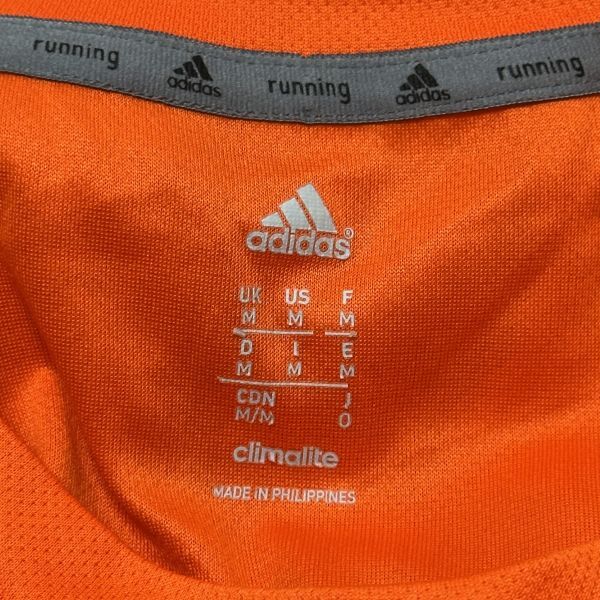 running adidas running adidas running
adidas
UK US F
M M M
D I E
M M M
CDN J
M/M O
climalite
MADE IN PHILIPPINES